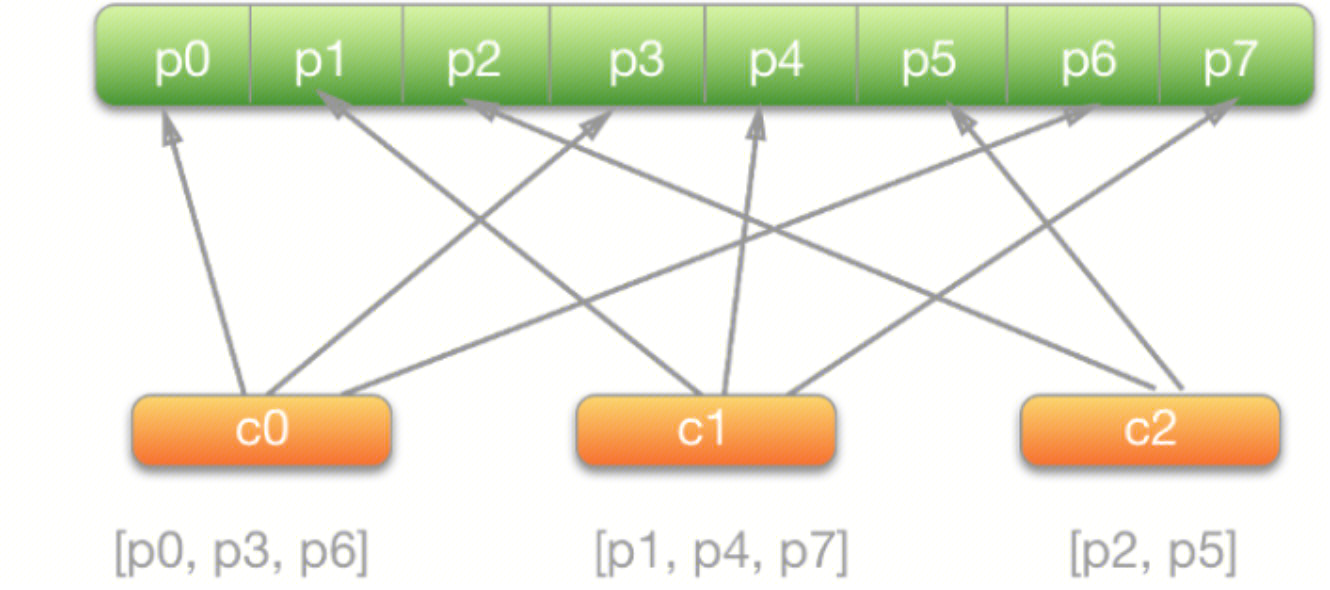 p0 p1 p2 p3 p4 p5 p6 p7
c0 c1 c2
[p0, p3, p6] [p1, p4, p7] [p2, p5]